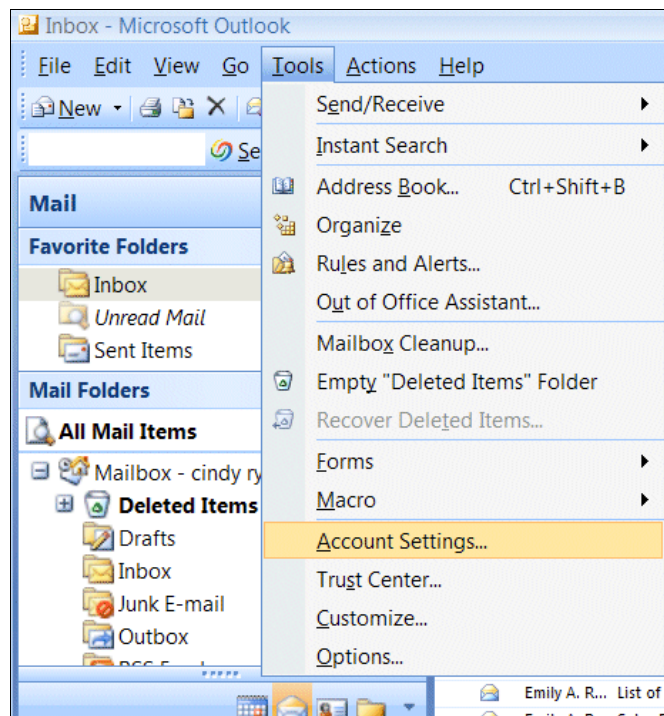 Inbox - Microsoft Outlook
File Edit View Go Tools Actions Help
New
Send/Receive
Instant Search
Address Book... Ctrl+Shift+B
Organize
Rules and Alerts...
Out of Office Assistant...
Mailbox Cleanup...
Empty "Deleted Items" Folder
Recover Deleted Items...
Forms
Macro
Account Settings...
Trust Center...
Customize...
Options...
Mail
Favorite Folders
Inbox
Unread Mail
Sent Items
Mail Folders
All Mail Items
Mailbox - cindy ry
Deleted Items
Drafts
Inbox
Junk E-mail
Outbox
Emily A. R... List of